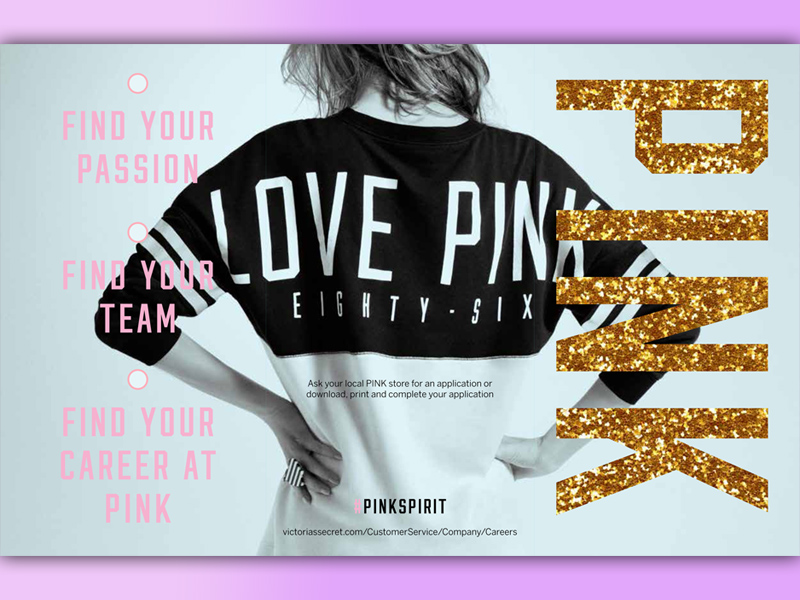 FIND YOUR
PASSION
FIND YOUR
TEAM
FIND YOUR
CAREER AT
PINK
LOVE PINK
EIGHTY-SIX
Ask your local PINK store for an application or
download, print and complete your application
#PINKSPIRIT
victoriassecret.com/CustomerService/Company/Careers
PINK